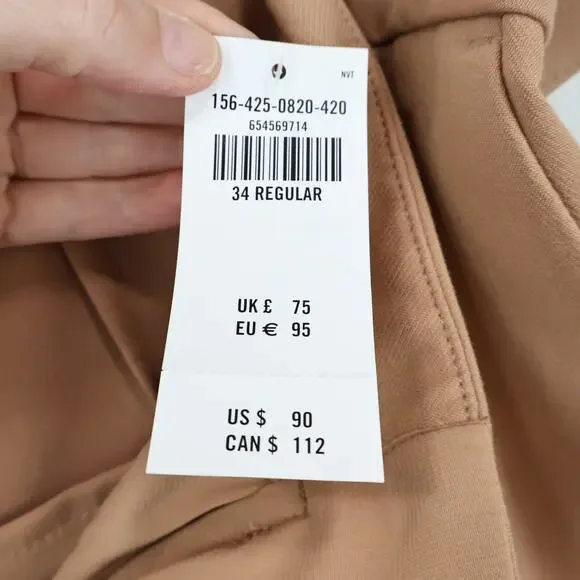 NVT
156-425-0820-420
654569714
34 REGULAR
UK £ 75
EU € 95
US $ 90
CAN $ 112